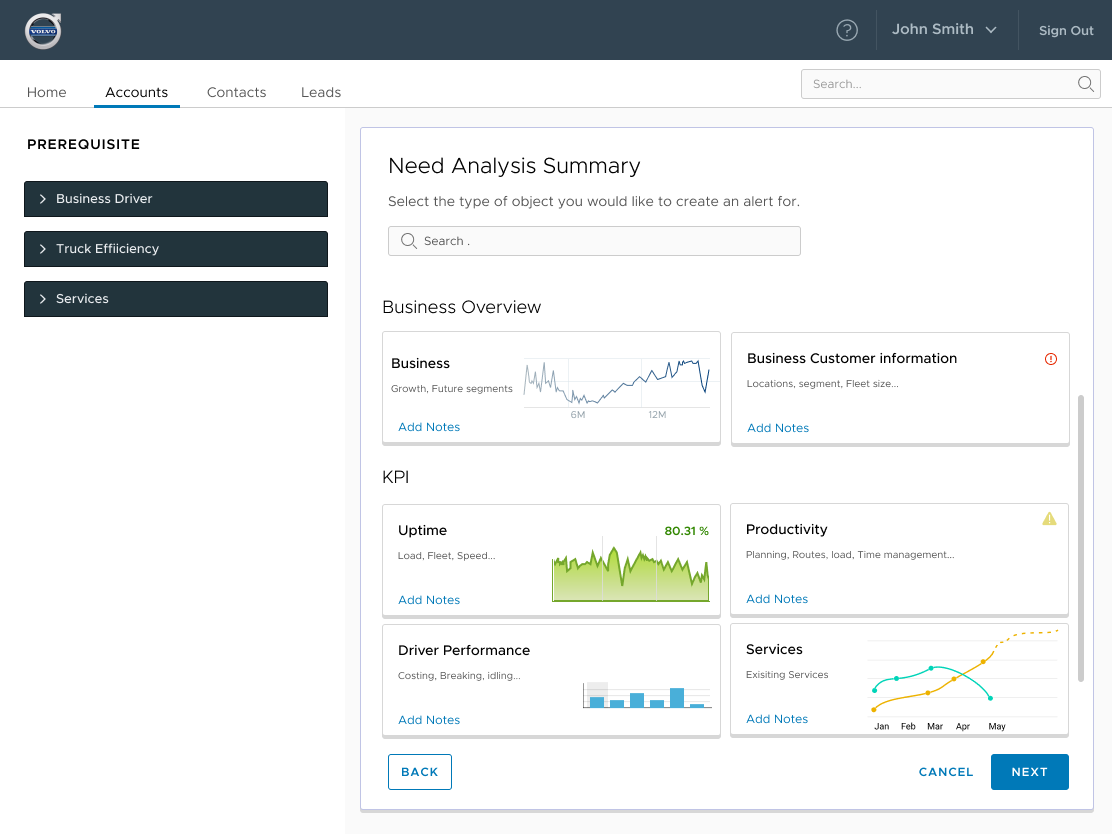 VOLVO
?
John Smith
Sign Out
Home
Accounts
Contacts
Leads
Search...
PREREQUISITE
Business Driver
Truck Effiiciency
Services
Need Analysis Summary
Select the type of object you would like to create an alert for.
Search .
Business Overview
Business
Growth, Future segments
6M
12M
Add Notes
Business Customer information
Locations, segment, Fleet size...
Add Notes
KPI
Uptime
80.31 %
Load, Fleet, Speed...
Add Notes
Productivity
Planning, Routes, load, Time management...
Add Notes
Driver Performance
Costing, Breaking, idling...
Add Notes
Services
Exisiting Services
Add Notes
Jan Feb Mar Apr May
BACK
CANCEL
NEXT